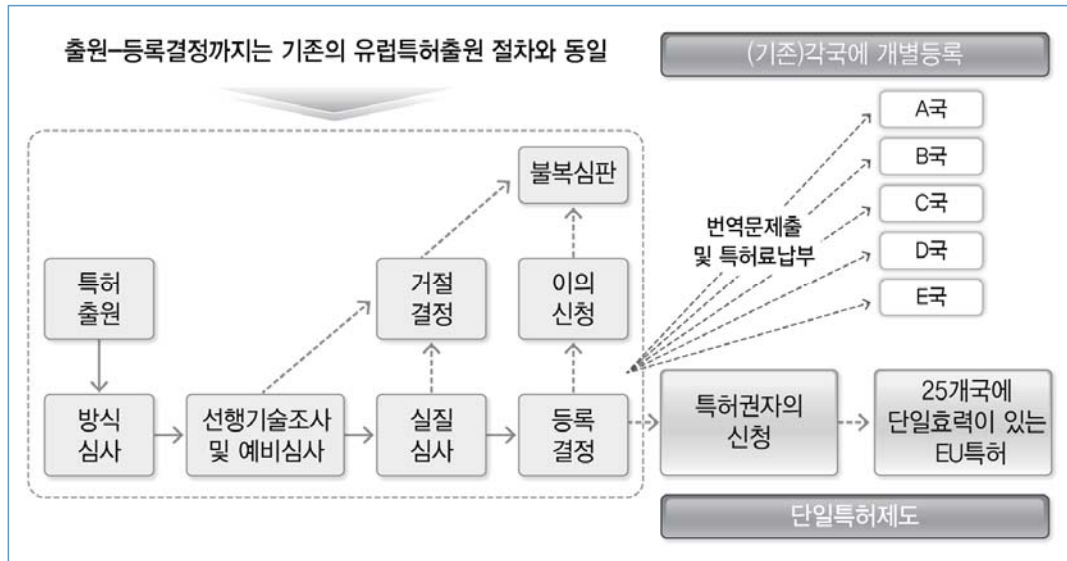 출원–등록결정까지는 기존의 유럽특허출원 절차와 동일
(기존)각국에 개별등록
A국
B국
C국
D국
E국
번역문제출
및 특허료납부
불복심판
특허
출원
거절
결정
이의
신청
방식
심사
선행기술조사
및 예비심사
실질
심사
등록
결정
특허권자의
신청
25개국에
단일효력이 있는
EU특허
단일특허제도